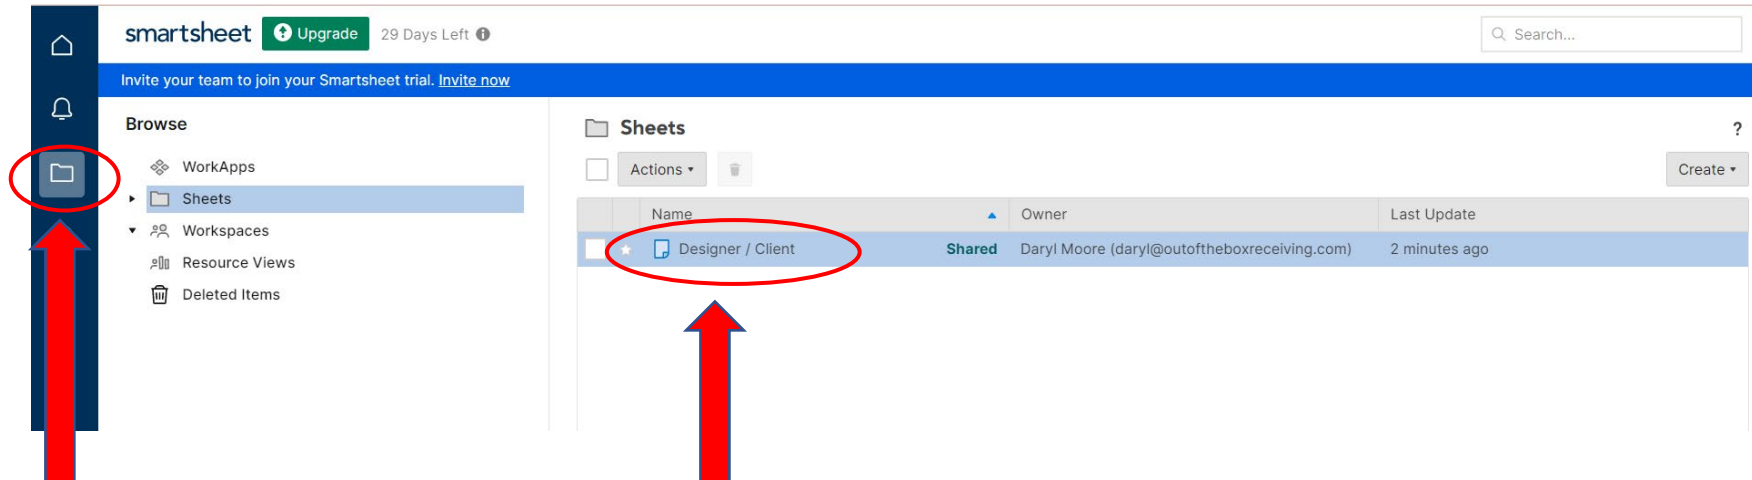 smartsheet Upgrade 29 Days Left
Search...
Invite your team to join your Smartsheet trial. Invite now
Browse
WorkApps
Sheets
Workspaces
Resource Views
Deleted Items
Sheets
?
Actions
Create
Name Owner Last Update
Designer / Client Shared Daryl Moore (daryl@outoftheboxreceiving.com) 2 minutes ago